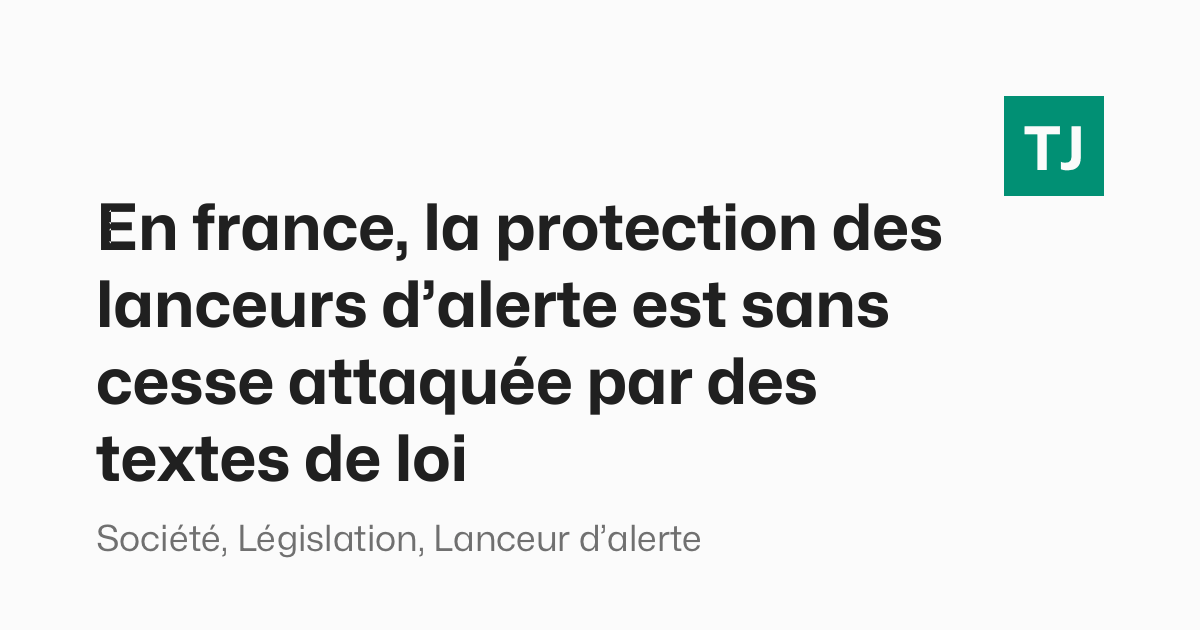 TJ
En france, la protection des
lanceurs d’alerte est sans
cesse attaquée par des
textes de loi
Société, Législation, Lanceur d’alerte